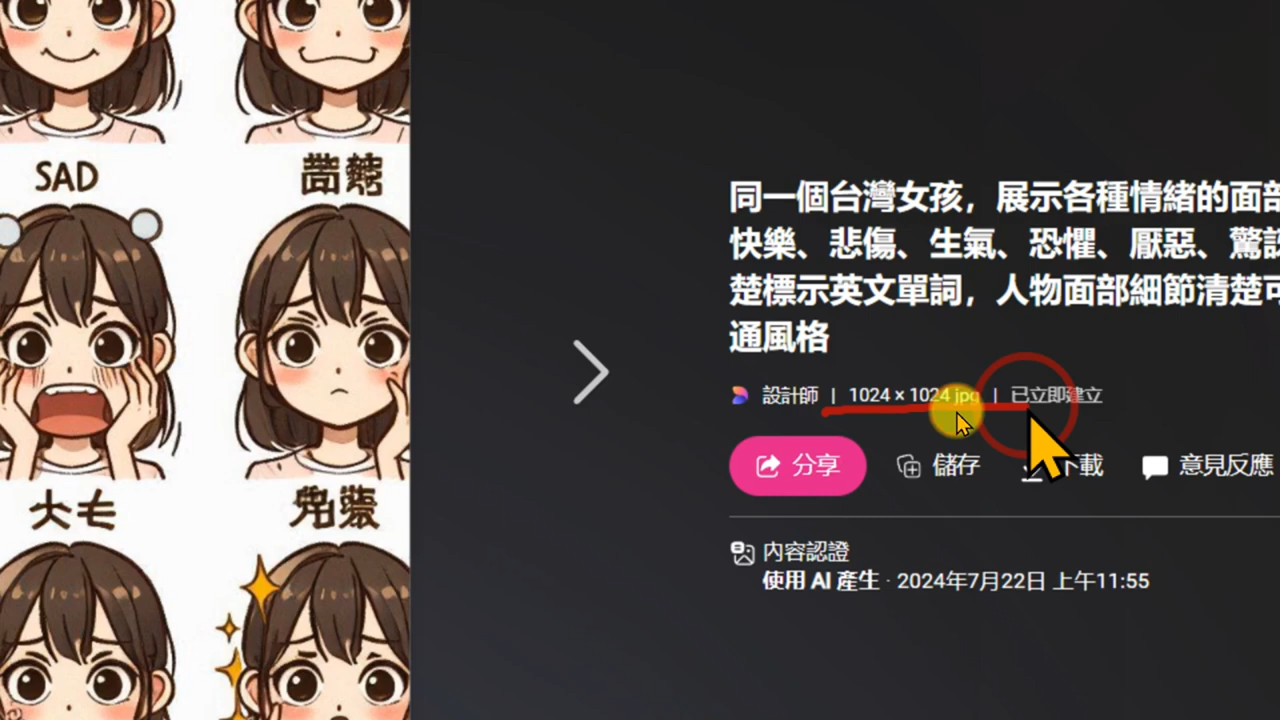 SAD
同一個台灣女孩，展示各種情緒的面部
快樂、悲傷、生氣、恐懼、厭惡、驚訝
楚標示英文單詞，人物面部細節清楚可
通風格
設計師 | 1024 × 1024 jpg | 已立即建立
分享 儲存 下載 意見反應
內容認證
使用 AI 產生 · 2024年7月22日 上午11:55